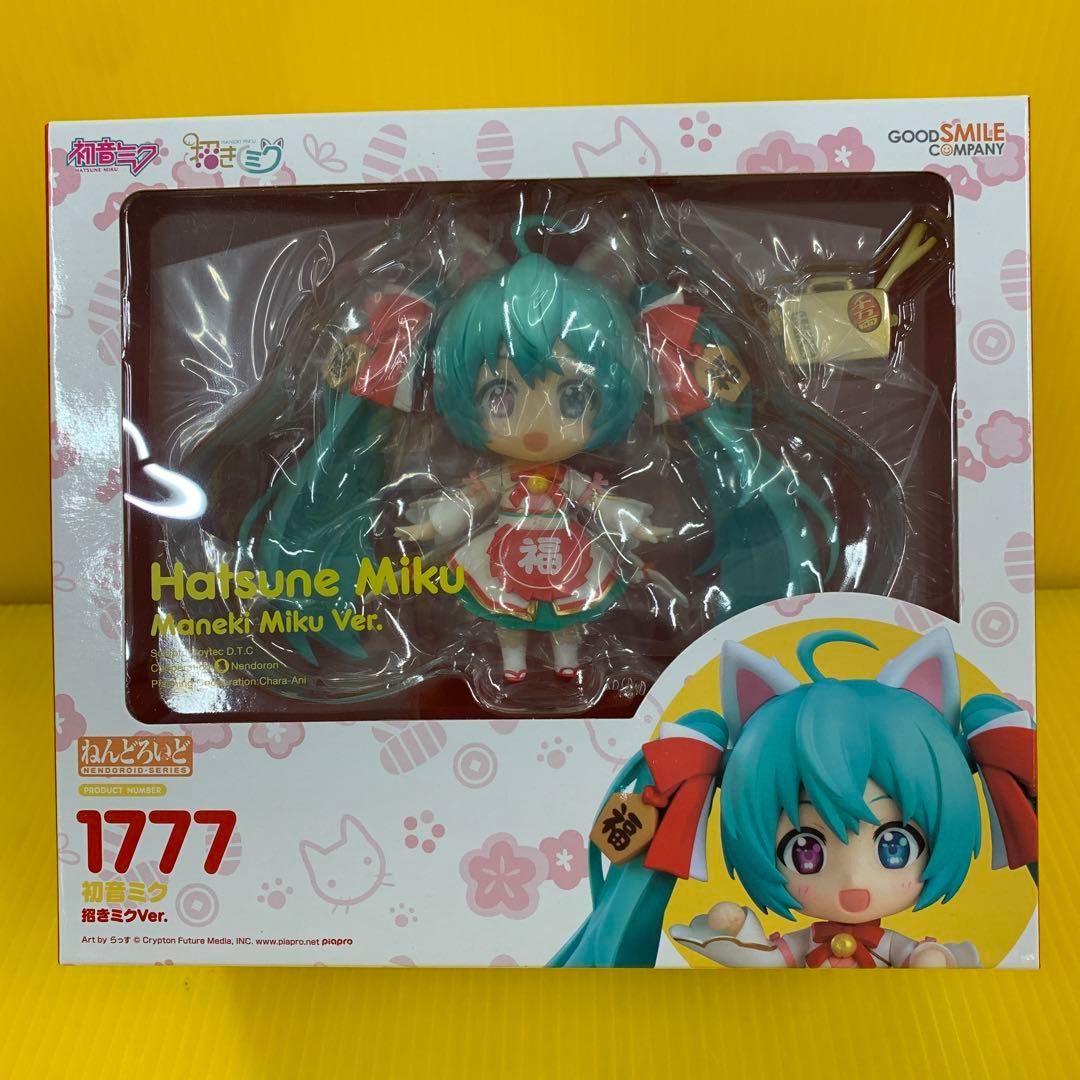 初音ミク
HATSUNE MIKU
MANEKI MIKU
招きミク
GOOD SMILE
COMPANY
福
Hatsune Miku
Maneki Miku Ver.
D.T.C
Nendoron
:Chara-Ani
ねんどろいど
NENDOROID-SERIES
PRODUCT NUMBER
1777
初音ミク
招きミクVer.
福
Art by らっす © Crypton Future Media, INC. www.piapro.net piapro